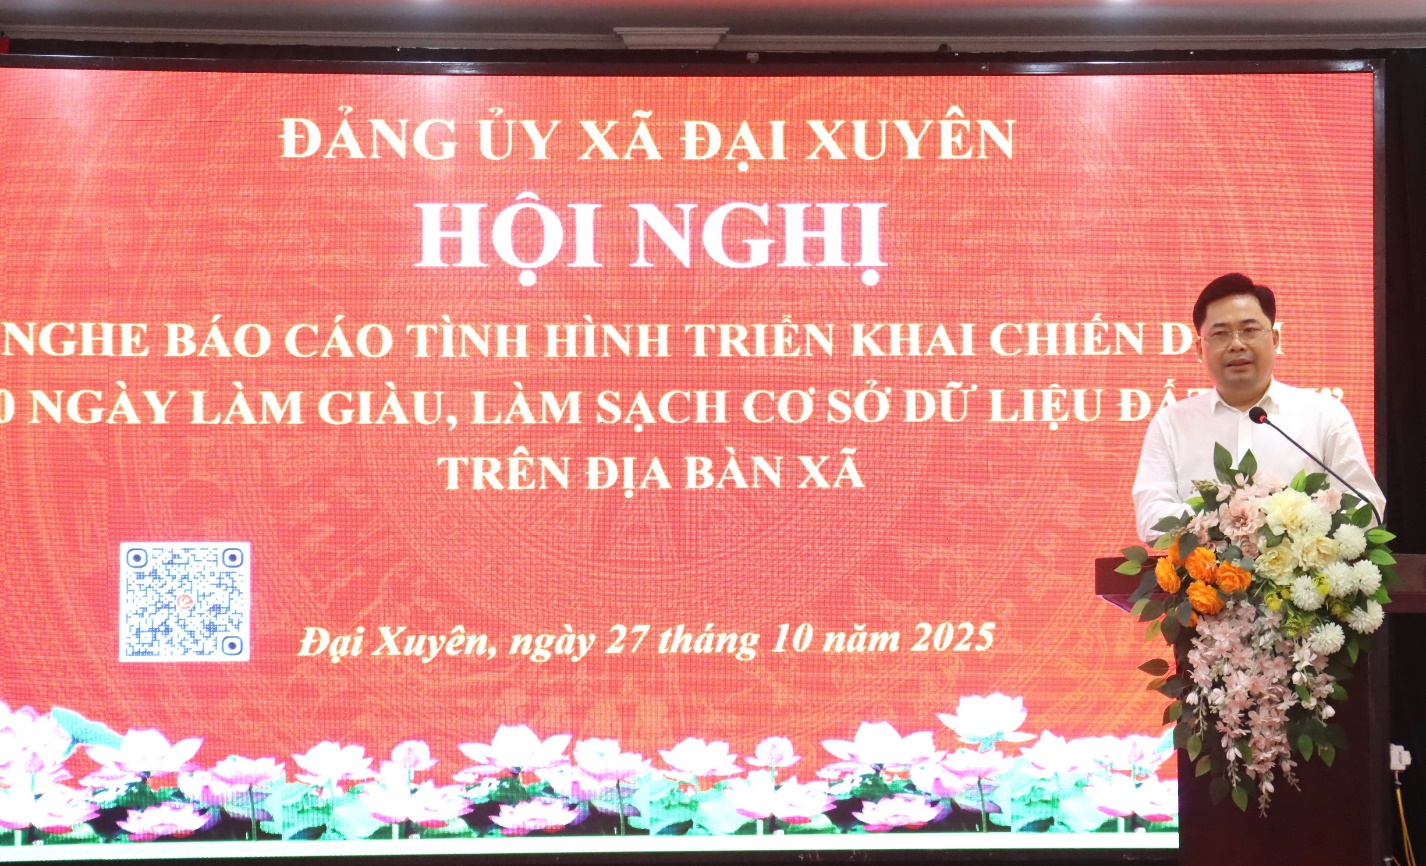 ĐẢNG ỦY XÃ ĐẠI XUYÊN
HỘI NGHỊ
NGHE BÁO CÁO TÌNH HÌNH TRIỂN KHAI CHIẾN
NGÀY LÀM GIÀU, LÀM SẠCH CƠ SỞ DỮ LIỆU
TRÊN ĐỊA BÀN XÃ
Đại Xuyên, ngày 27 tháng 10 năm 2025